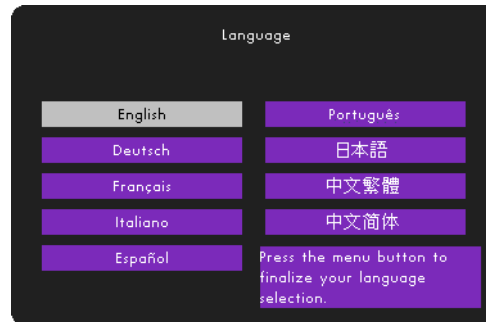 Language
English
Deutsch
Français
Italiano
Español
Português
日本語
中文繁體
中文简体
Press the menu button to
finalize your language
selection.